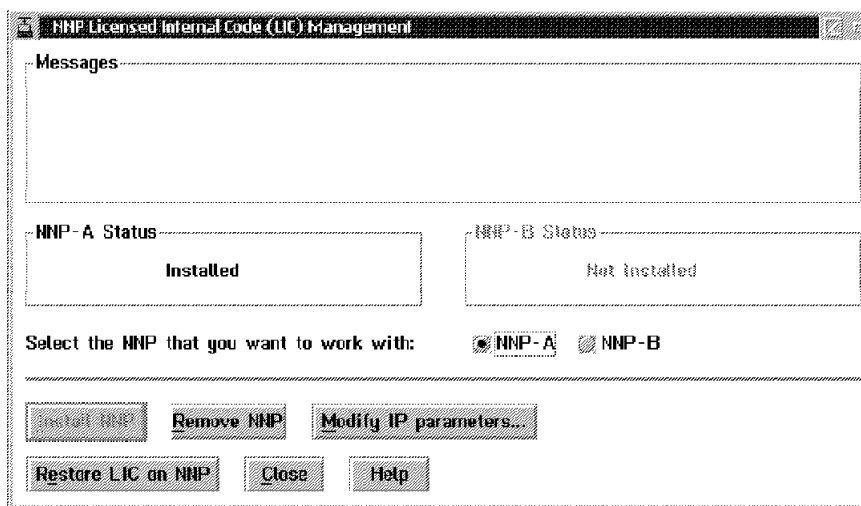 NNP Licensed Internal Code (LIC) Management
Messages
NNP-A Status
NNP-B Status
Installed
Not Installed
Select the NNP that you want to work with:
NNP-A
NNP-B
Install NNP
Remove NNP
Modify IP parameters...
Restore LIC on NNP
Close
Help